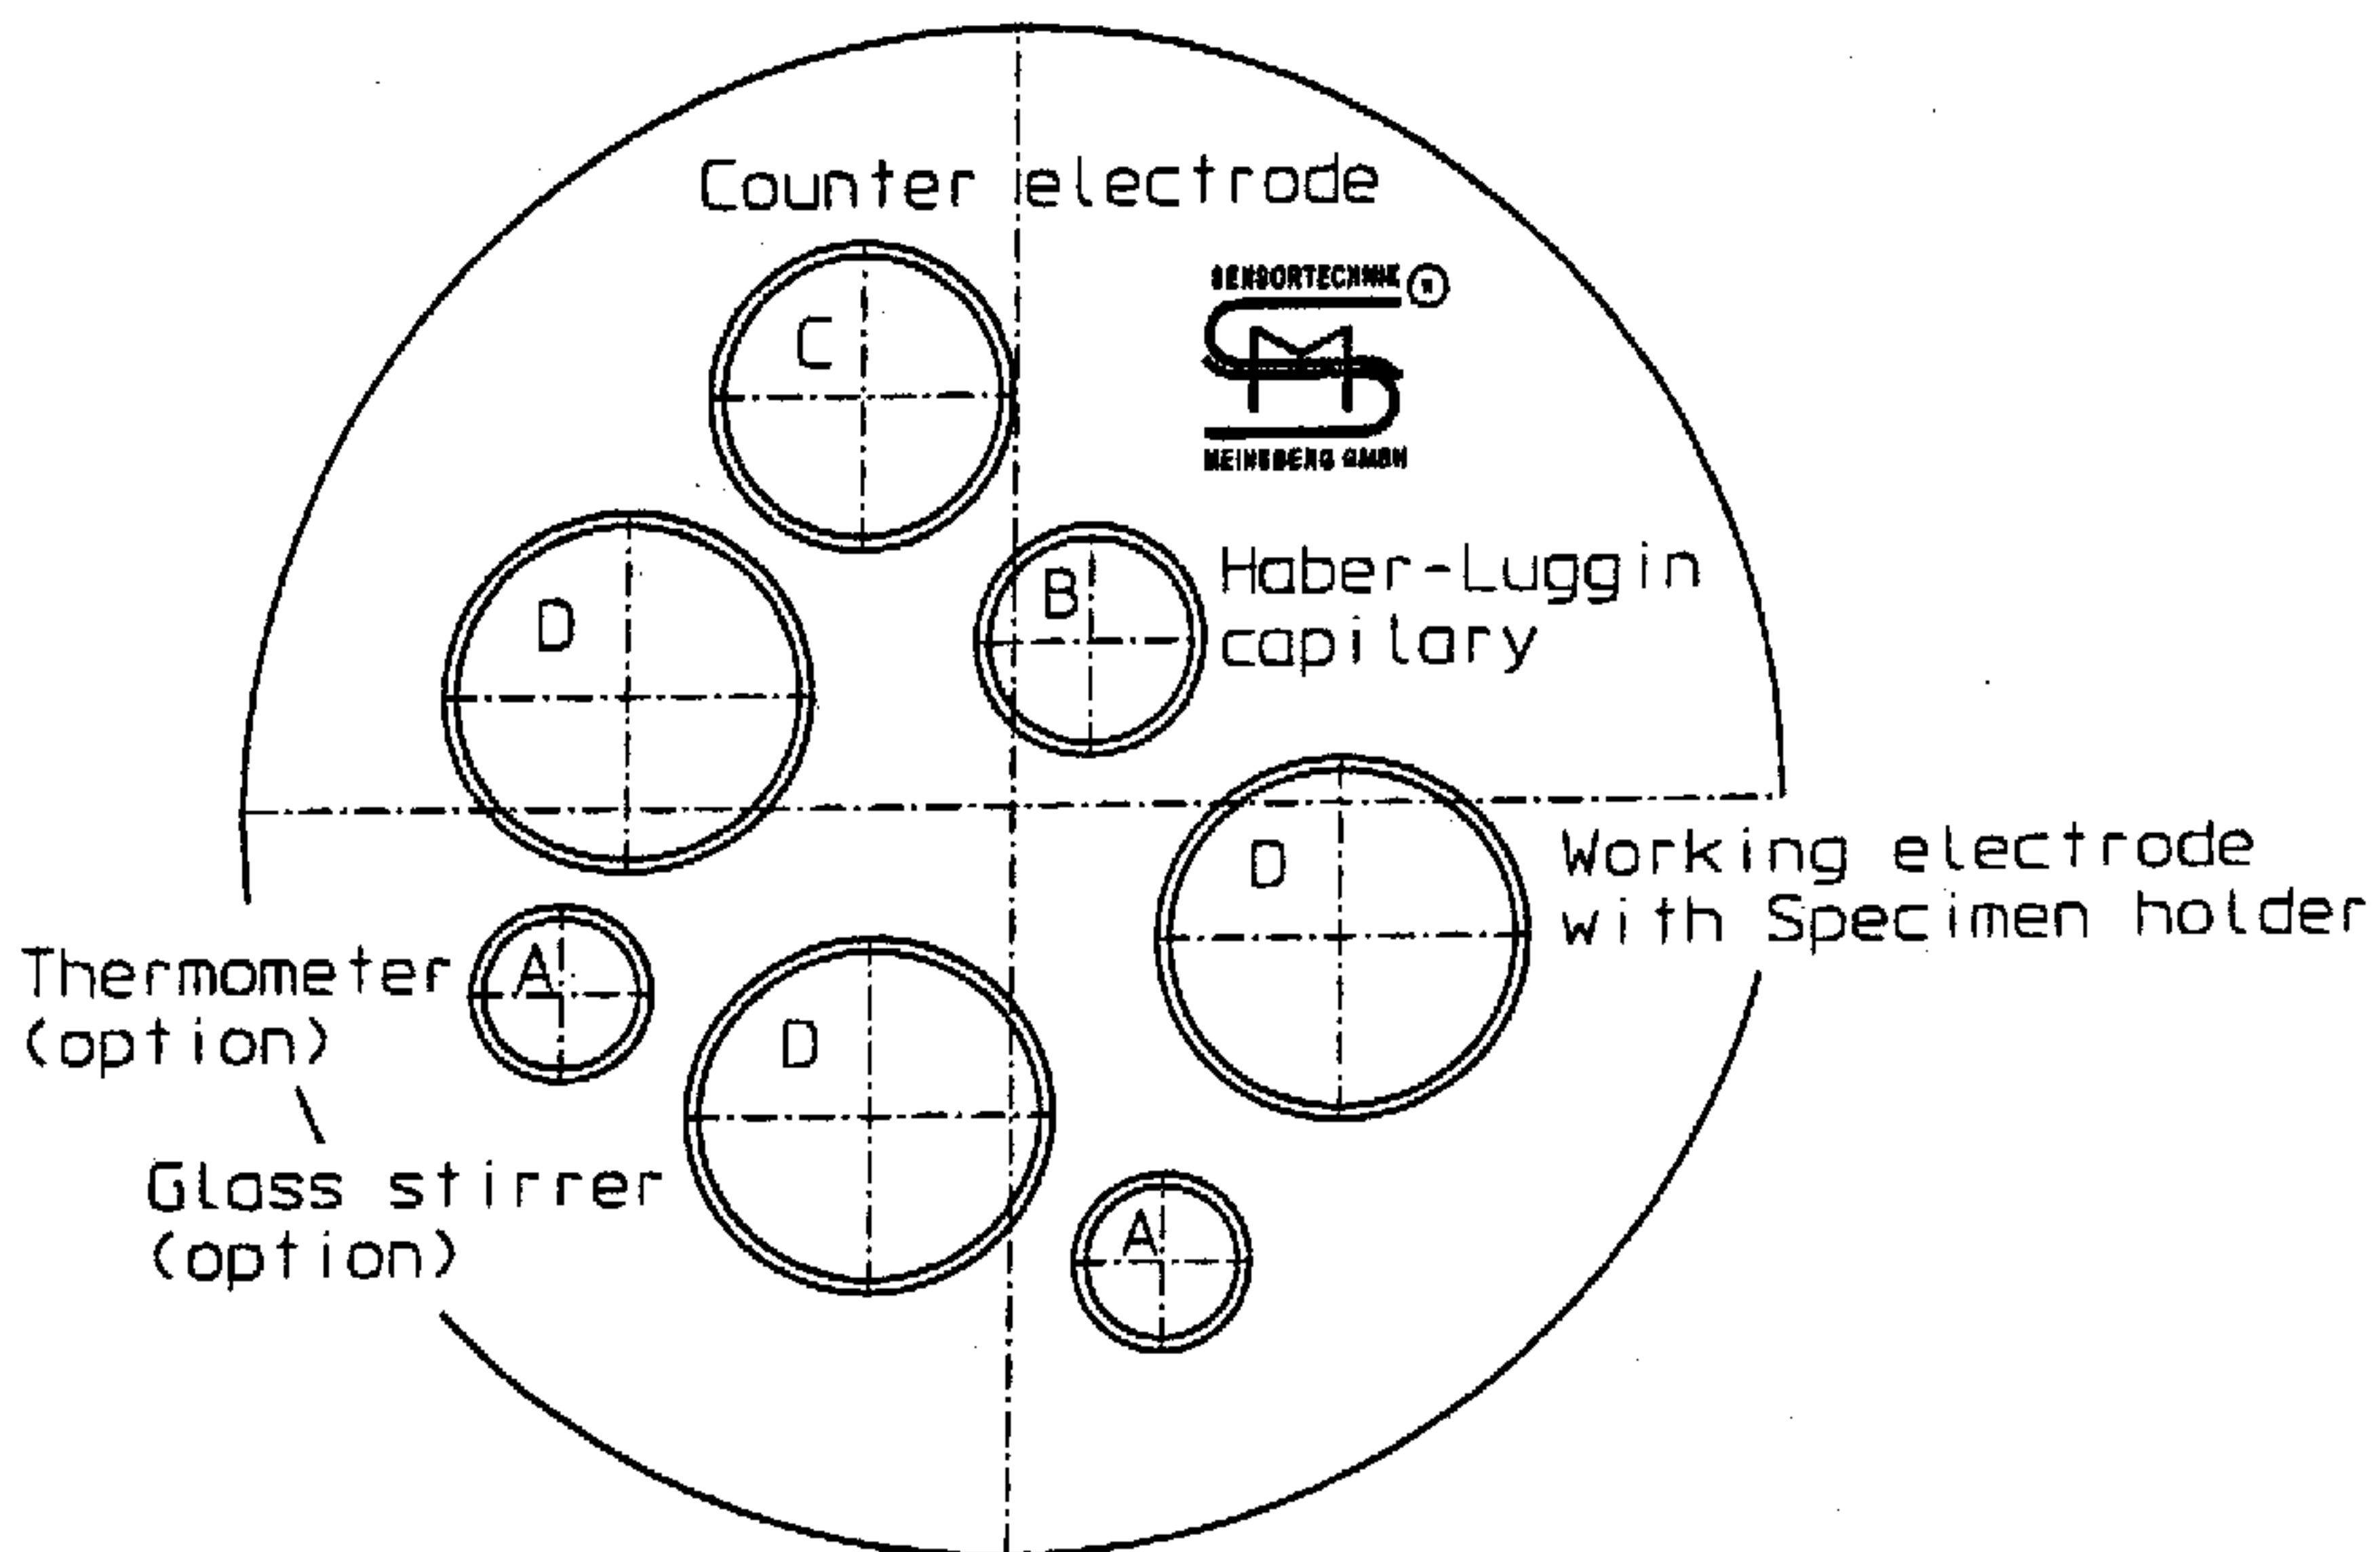 Counter electrode
SENSORTECHNIK ®
C
MEINSBERG GMBH
B
Haber-Luggin
capilary
D
D
Working electrode
with Specimen holder
A
Thermometer
(option)
D
Glass stirrer
(option)
A